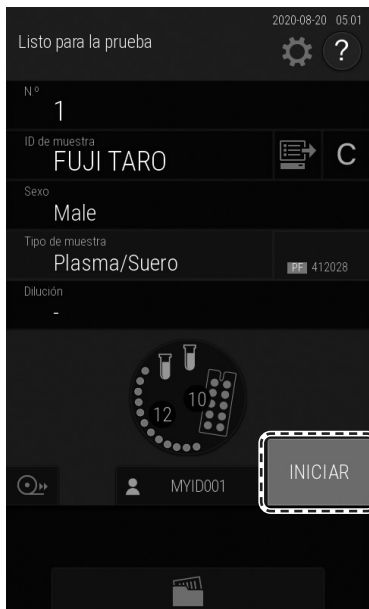 2020-08-20 05:01
Listo para la prueba
?
N.º
1
ID de muestra
FUJI TARO
C
Sexo
Male
Tipo de muestra
Plasma/Suero
PF 412028
Dilución
-
12
10
MYID001
INICIAR